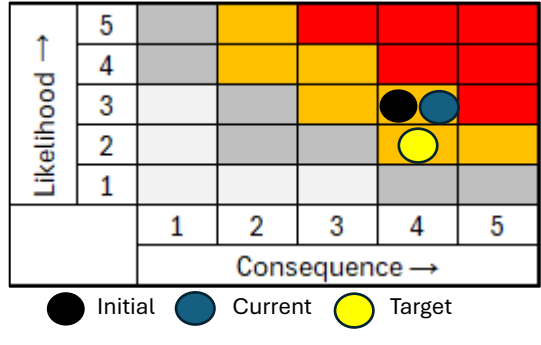 5
4
3
2
1
Likelihood →
1 2 3 4 5
Consequence →
Initial Current Target